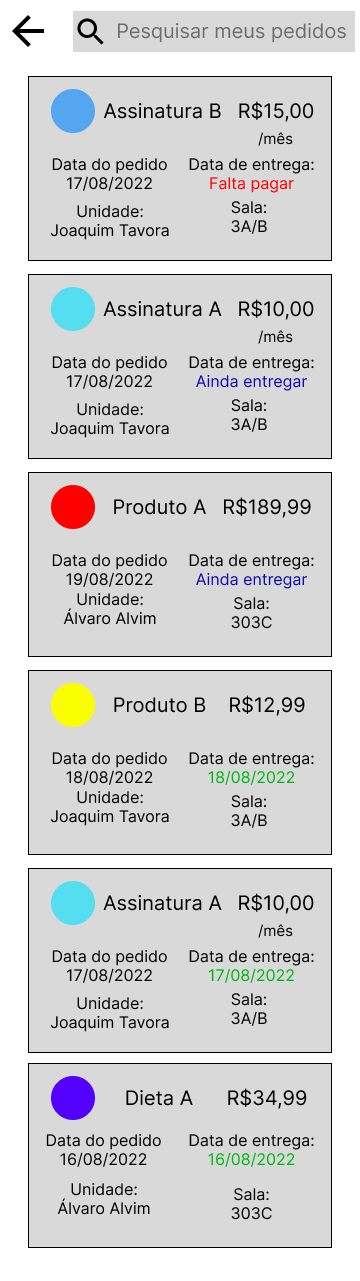 Pesquisar meus pedidos
Assinatura B R$15,00
/mês
Data do pedido Data de entrega:
17/08/2022 Falta pagar
Unidade: Sala:
Joaquim Tavora 3A/B
Assinatura A R$10,00
/mês
Data do pedido Data de entrega:
17/08/2022 Ainda entregar
Unidade: Sala:
Joaquim Tavora 3A/B
Produto A R$189,99
Data do pedido Data de entrega:
19/08/2022 Ainda entregar
Unidade: Sala:
Álvaro Alvim 303C
Produto B R$12,99
Data do pedido Data de entrega:
18/08/2022 18/08/2022
Unidade: Sala:
Joaquim Tavora 3A/B
Assinatura A R$10,00
/mês
Data do pedido Data de entrega:
17/08/2022 17/08/2022
Unidade: Sala:
Joaquim Tavora 3A/B
Dieta A R$34,99
Data do pedido Data de entrega:
16/08/2022 16/08/2022
Unidade: Sala:
Álvaro Alvim 303C